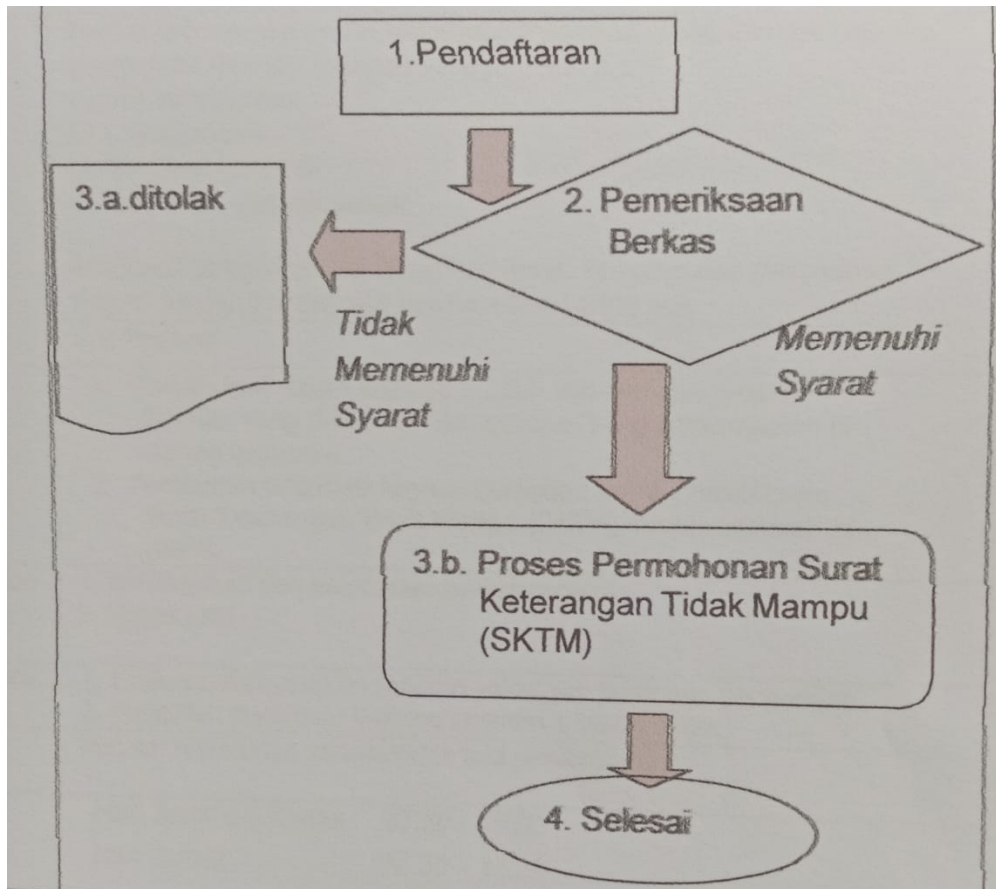 1.Pendaftaran
2. Pemeriksaan
Berkas
3.a.ditolak
Tidak
Memenuhi
Syarat
Memenuhi
Syarat
3.b. Proses Permohonan Surat
Keterangan Tidak Mampu
(SKTM)
4. Selesai